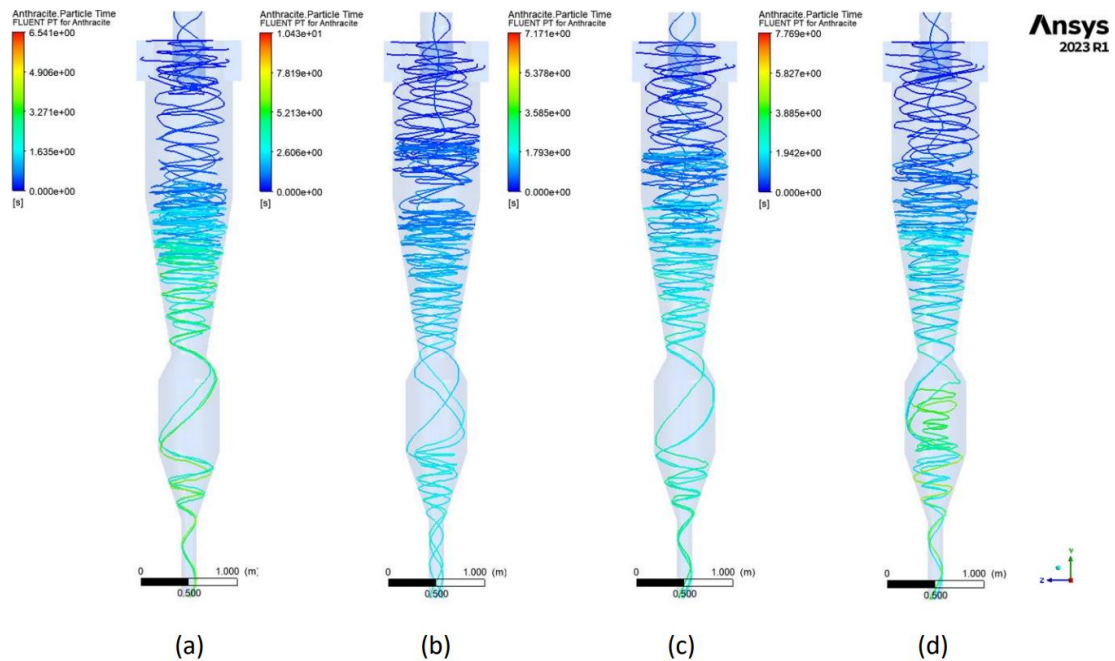 Anthracite.Particle Time
FLUENT PT for Anthracite
6.541e+00
4.906e+00
3.271e+00
1.635e+00
0.000e+00
[s]
0 1.000 (m)
0.500
(a)
Anthracite.Particle Time
FLUENT PT for Anthracite
1.043e+01
7.819e+00
5.213e+00
2.606e+00
0.000e+00
[s]
0 1.000 (m)
0.500
(b)
Anthracite.Particle Time
FLUENT PT for Anthracite
7.171e+00
5.378e+00
3.585e+00
1.793e+00
0.000e+00
[s]
0 1.000 (m)
0.500
(c)
Anthracite.Particle Time
FLUENT PT for Anthracite
7.769e+00
5.827e+00
3.885e+00
1.942e+00
0.000e+00
[s]
0 1.000 (m)
0.500
(d)
Ansys
2023 R1
Y
Z